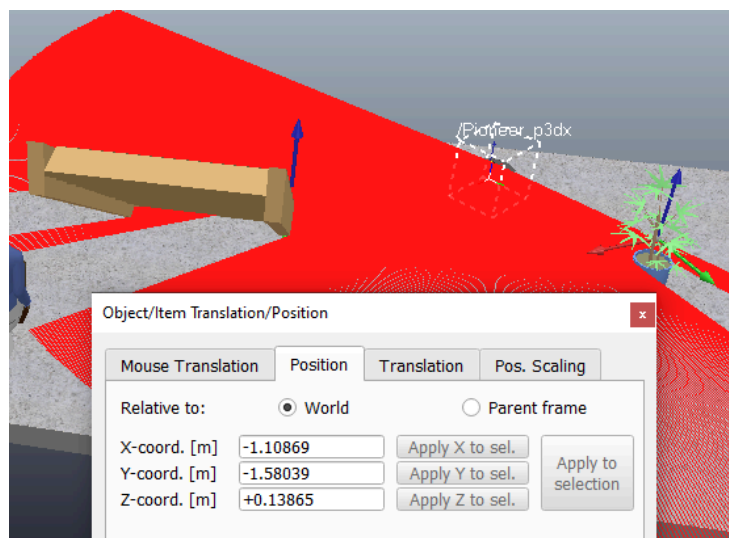 /Pioneer_p3dx
Object/Item Translation/Position
x
Mouse Translation
Position
Translation
Pos. Scaling
Relative to:
World
Parent frame
X-coord. [m]
-1.10869
Apply X to sel.
Y-coord. [m]
-1.58039
Apply Y to sel.
Apply to
selection
Z-coord. [m]
+0.13865
Apply Z to sel.